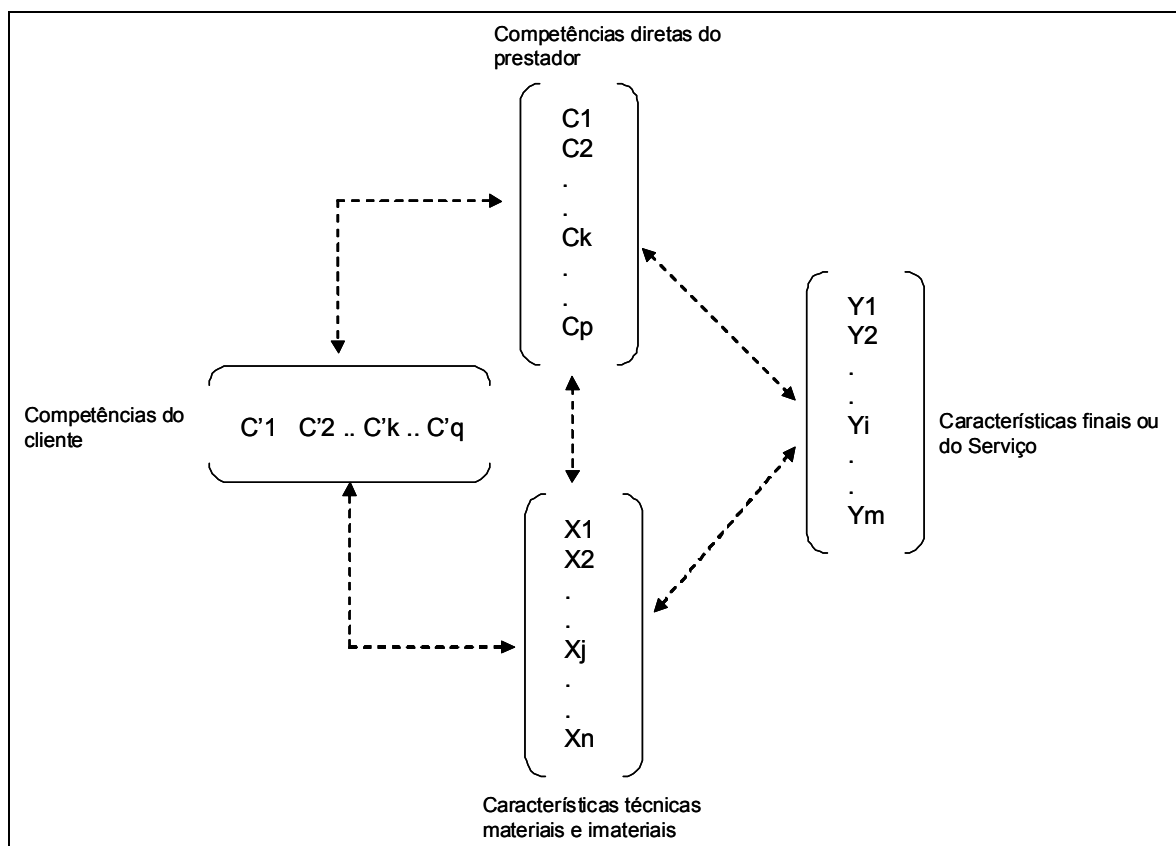 Competências diretas do
prestador
C1
C2
.
.
Ck
.
.
Cp
Competências do
cliente
C'1 C'2 .. C'k .. C'q
Y1
Y2
.
.
Yi
.
.
Ym
Características finais ou
do Serviço
X1
X2
.
.
Xj
.
.
Xn
Características técnicas
materiais e imateriais